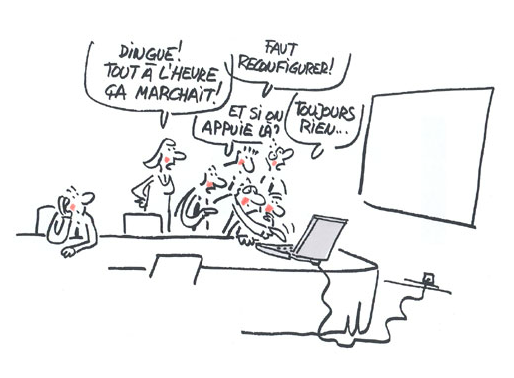 DINGUE!
TOUT À L'HEURE
ÇA MARCHAIT!
FAUT
RECONFIGURER!
ET SI ON
APPUIE LÀ?
TOUJOURS
RIEN...